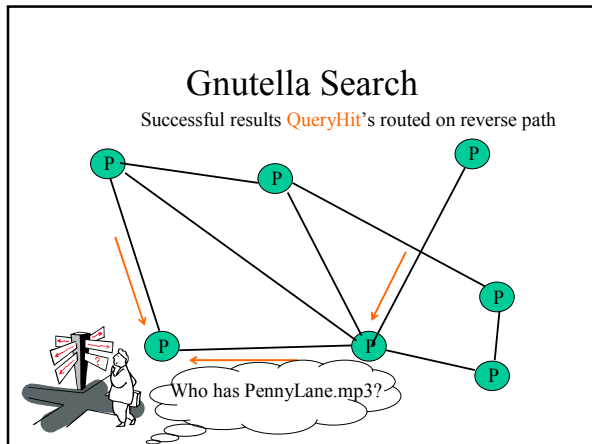 Gnutella Search
Successful results QueryHit's routed on reverse path
P
P
P
P
P
P
P
?
Who has PennyLane.mp3?